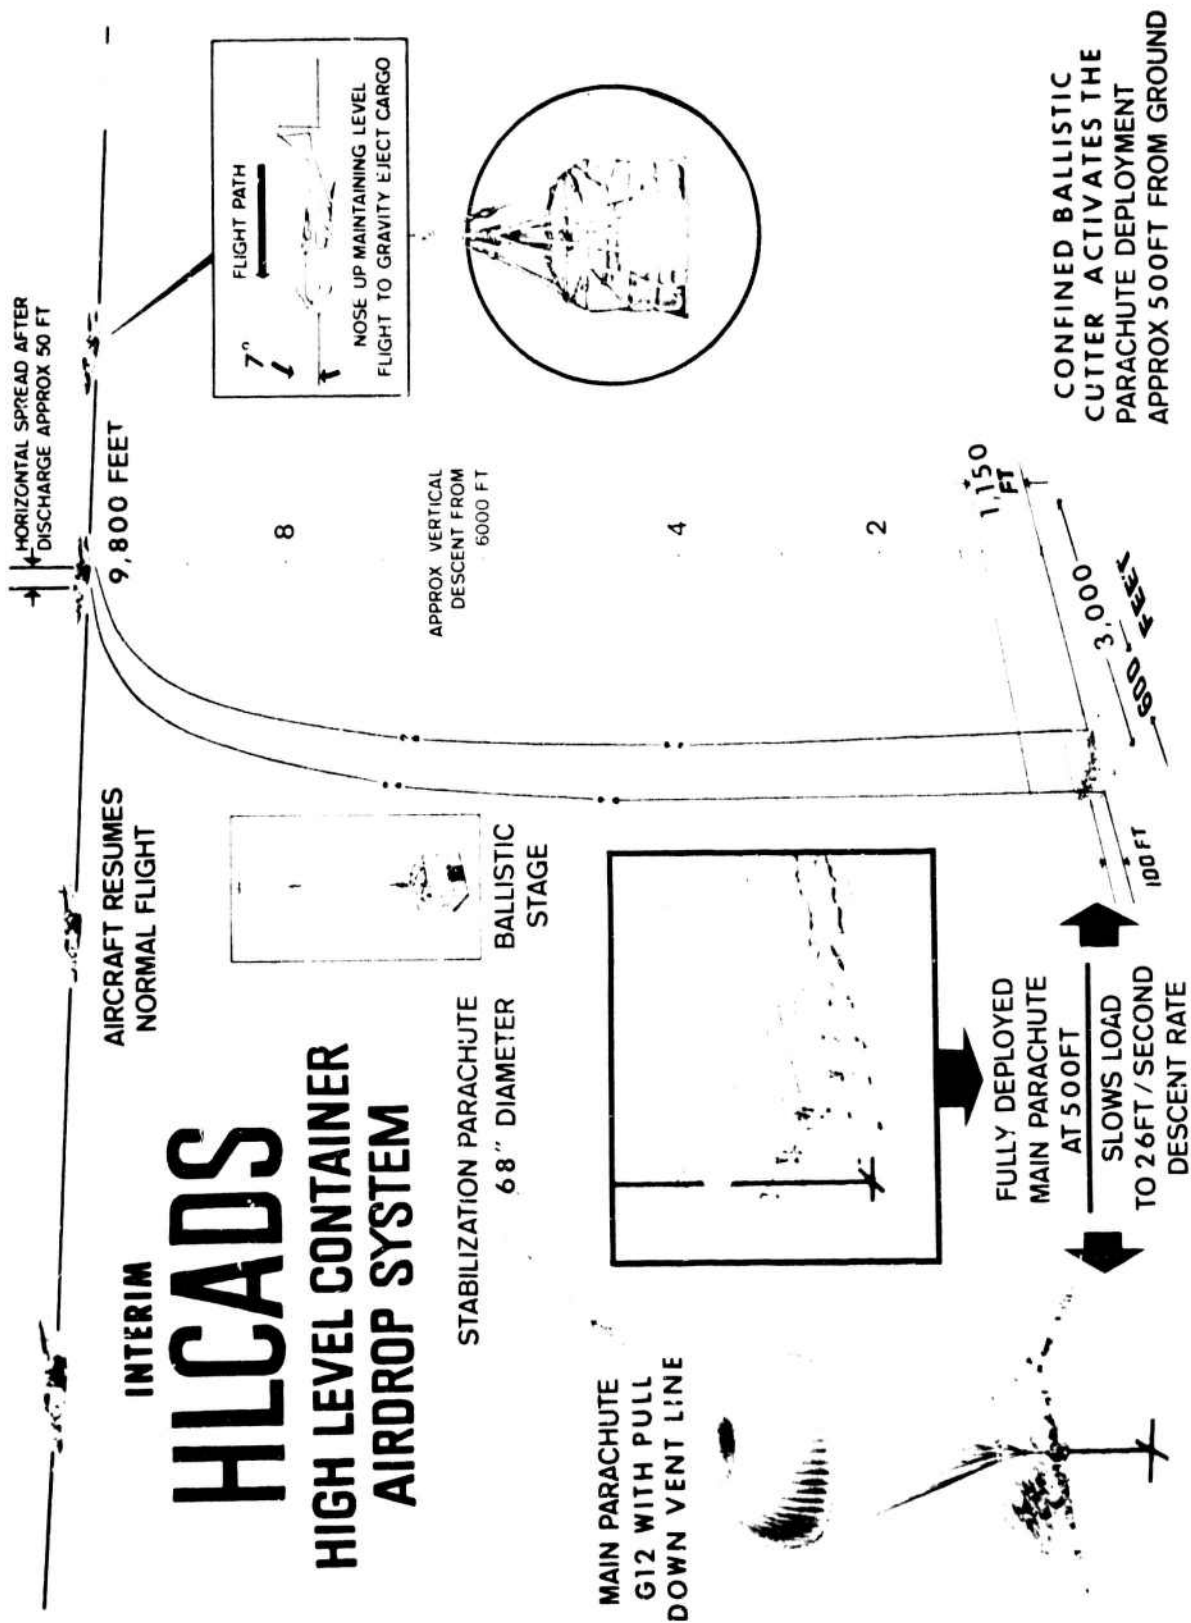 INTERIM
HLCADS
HIGH LEVEL CONTAINER
AIRDROP SYSTEM
AIRCRAFT RESUMES
NORMAL FLIGHT
HORIZONTAL SPREAD AFTER
DISCHARGE APPROX 50 FT
9,800 FEET
FLIGHT PATH
7°
NOSE UP MAINTAINING LEVEL
FLIGHT TO GRAVITY EJECT CARGO
8
APPROX VERTICAL
DESCENT FROM
6000 FT
4
2
STABILIZATION PARACHUTE
68" DIAMETER
BALLISTIC
STAGE
MAIN PARACHUTE
G12 WITH PULL
DOWN VENT LINE
FULLY DEPLOYED
MAIN PARACHUTE
AT 500FT
SLOWS LOAD
TO 26FT/SECOND
DESCENT RATE
100 FT
1,150
FT
3,000
600 FEET
CONFINED BALLISTIC
CUTTER ACTIVATES THE
PARACHUTE DEPLOYMENT
APPROX 500FT FROM GROUND